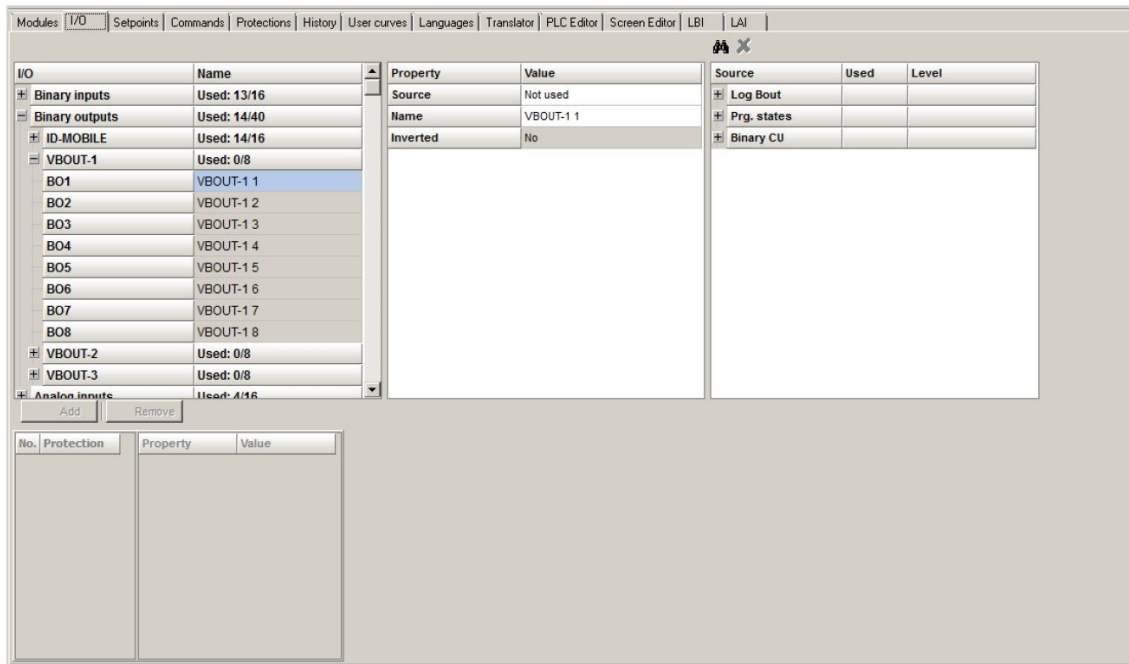 Modules I/O Setpoints Commands Protections History User curves Languages Translator PLC Editor Screen Editor LBI LAI
I/O Name
Binary inputs Used: 13/16
Binary outputs Used: 14/40
ID-MOBILE Used: 14/16
VBOUT-1 Used: 0/8
BO1 VBOUT-1 1
BO2 VBOUT-1 2
BO3 VBOUT-1 3
BO4 VBOUT-1 4
BO5 VBOUT-1 5
BO6 VBOUT-1 6
BO7 VBOUT-1 7
BO8 VBOUT-1 8
VBOUT-2 Used: 0/8
VBOUT-3 Used: 0/8
Analog inputs Used: 4/16
Add Remove
Property Value
Source Not used
Name VBOUT-1 1
Inverted No
Source Used Level
Log Bout
Prg. states
Binary CU
No. Protection
Property Value